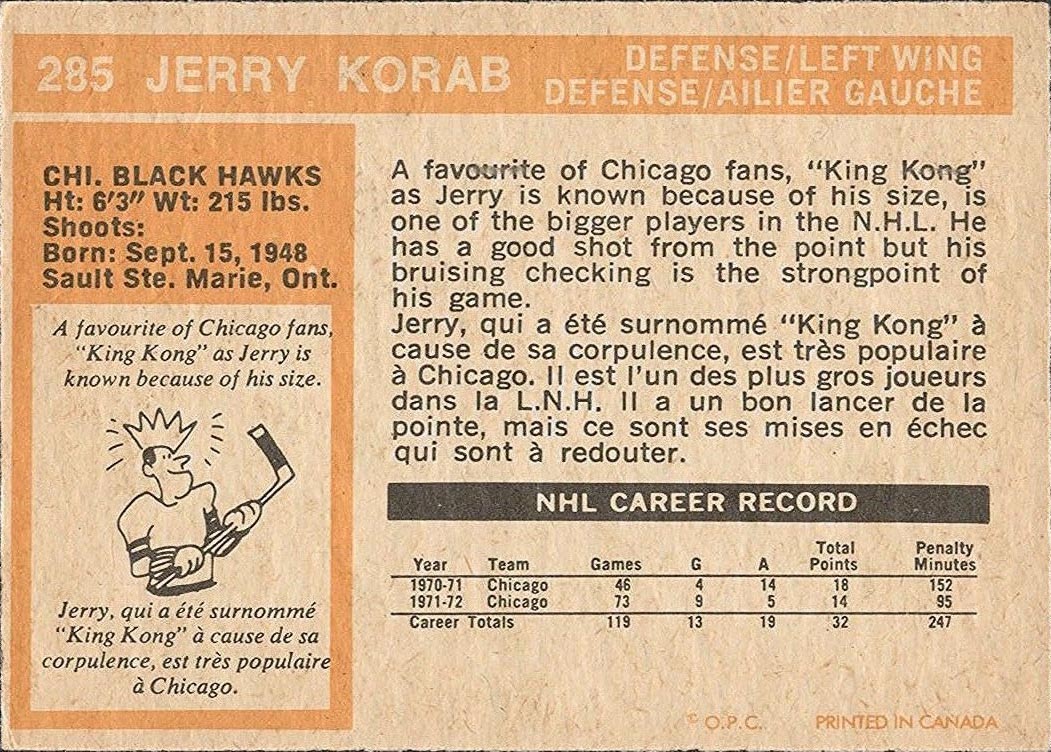 285 JERRY KORAB
DEFENSE/LEFT WING
DEFENSE/AILIER GAUCHE
CHI. BLACK HAWKS
Ht: 6'3" Wt: 215 lbs.
Shoots:
Born: Sept. 15, 1948
Sault Ste. Marie, Ont.
A favourite of Chicago fans,
"King Kong" as Jerry is
known because of his size.
Jerry, qui a été surnommé
"King Kong" à cause de sa
corpulence, est très populaire
à Chicago.
A favourite of Chicago fans, "King Kong"
as Jerry is known because of his size, is
one of the bigger players in the N.H.L. He
has a good shot from the point but his
bruising checking is the strongpoint of
his game.
Jerry, qui a été surnommé "King Kong" à
cause de sa corpulence, est très populaire
à Chicago. Il est l'un des plus gros joueurs
dans la L.N.H. Il a un bon lancer de la
pointe, mais ce sont ses mises en échec
qui sont à redouter.
NHL CAREER RECORD
Year Team Games G A Total Points Penalty Minutes
1970-71 Chicago 46 4 14 18 152
1971-72 Chicago 73 9 5 14 95
Career Totals 119 13 19 32 247
© O.P.C. PRINTED IN CANADA